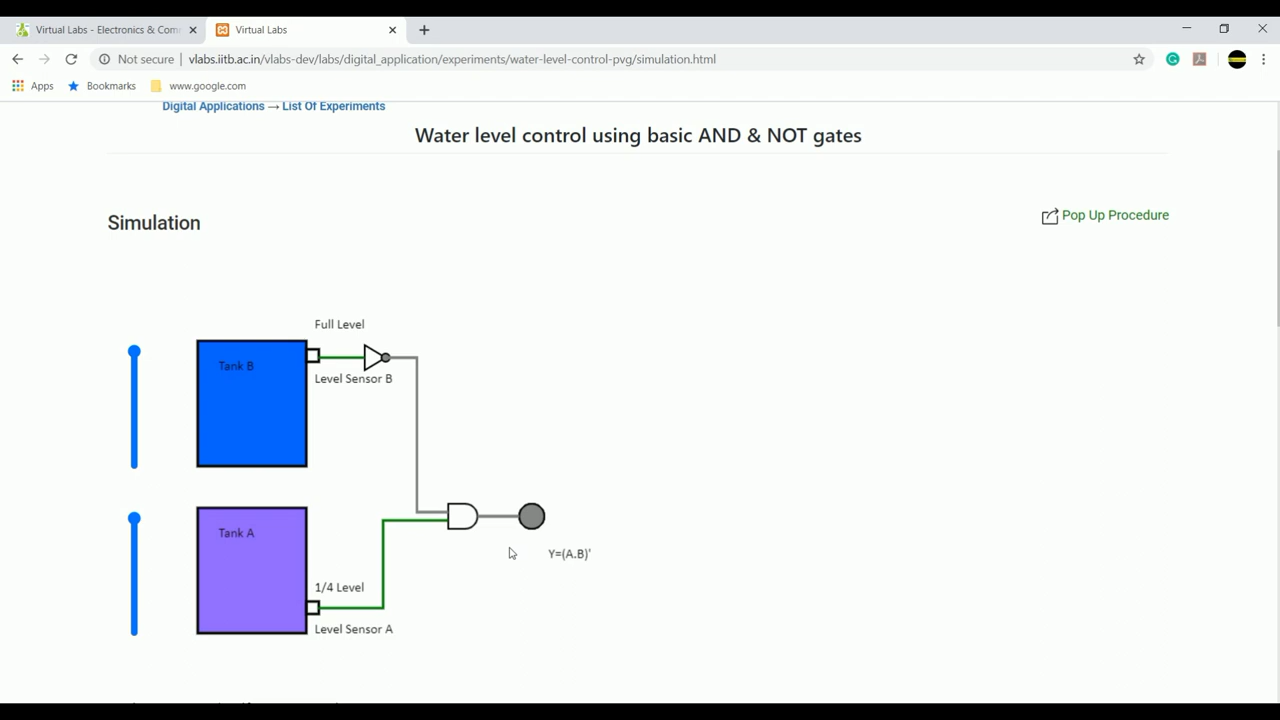 Virtual Labs - Electronics & Com
Virtual Labs
Not secure | vlabs.iitb.ac.in/vlabs-dev/labs/digital_application/experiments/water-level-control-pvg/simulation.html
Apps Bookmarks www.google.com
Digital Applications → List Of Experiments
Water level control using basic AND & NOT gates
Simulation
Pop Up Procedure
Full Level
Tank B
Level Sensor B
Tank A
Y=(A.B)'
1/4 Level
Level Sensor A